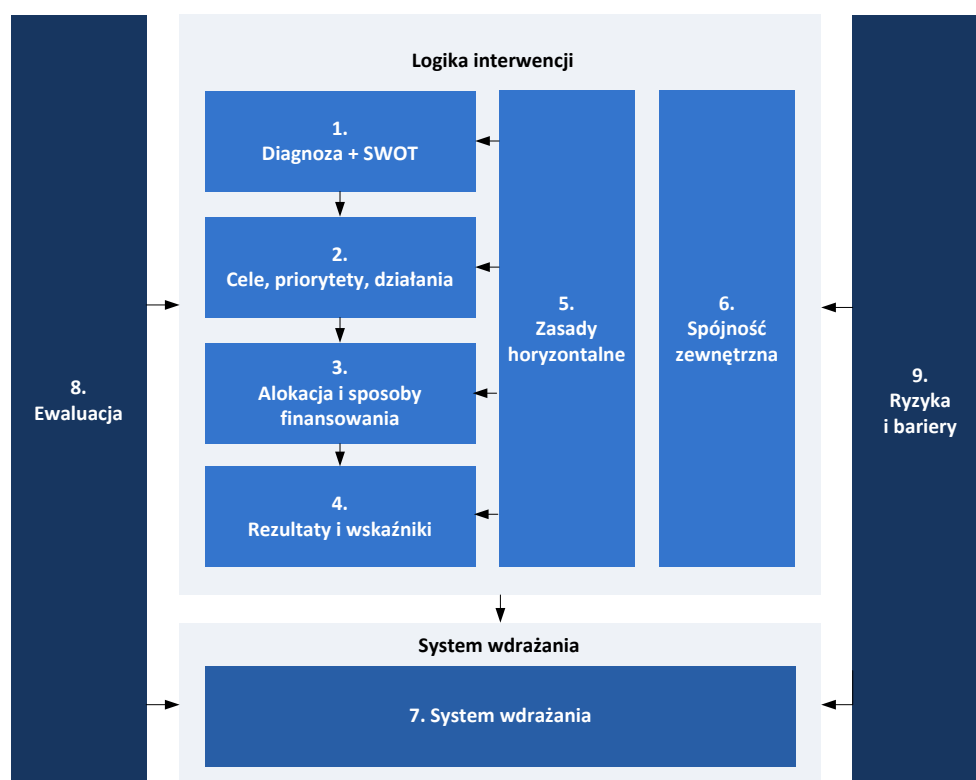 Logika interwencji
1.
Diagnoza + SWOT
2.
Cele, priorytety, działania
3.
Alokacja i sposoby
finansowania
4.
Rezultaty i wskaźniki
5.
Zasady
horyzontalne
6.
Spójność
zewnętrzna
8.
Ewaluacja
9.
Ryzyka
i bariery
System wdrażania
7. System wdrażania